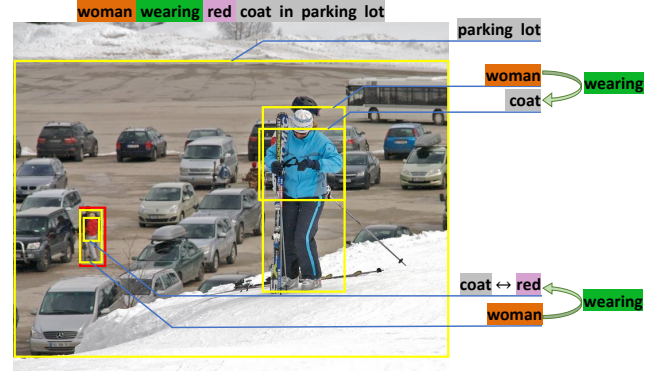 woman wearing red coat in parking lot
parking lot
woman
wearing
coat
coat ↔ red
wearing
woman